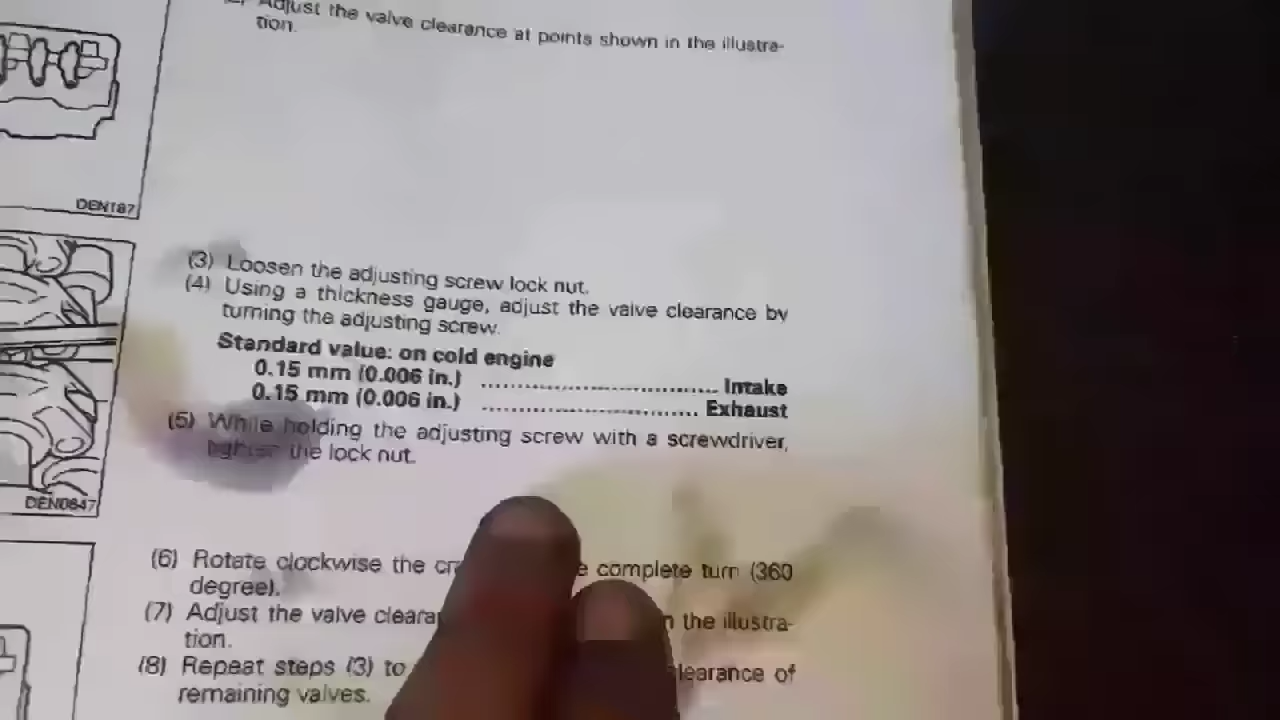 Adjust the valve clearance at points shown in the illustra-
tion.
DEN187
(3) Loosen the adjusting screw lock nut.
(4) Using a thickness gauge, adjust the valve clearance by
turning the adjusting screw.
Standard value: on cold engine
0.15 mm (0.006 in.) .................................. Intake
0.15 mm (0.006 in.) ............................... Exhaust
(5) While holding the adjusting screw with a screwdriver,
tighten the lock nut.
DEN0647
(6) Rotate clockwise the complete turn (360
degree).
(7) Adjust the valve the illustra-
tion.
(8) Repeat steps (3) to of
remaining valves.